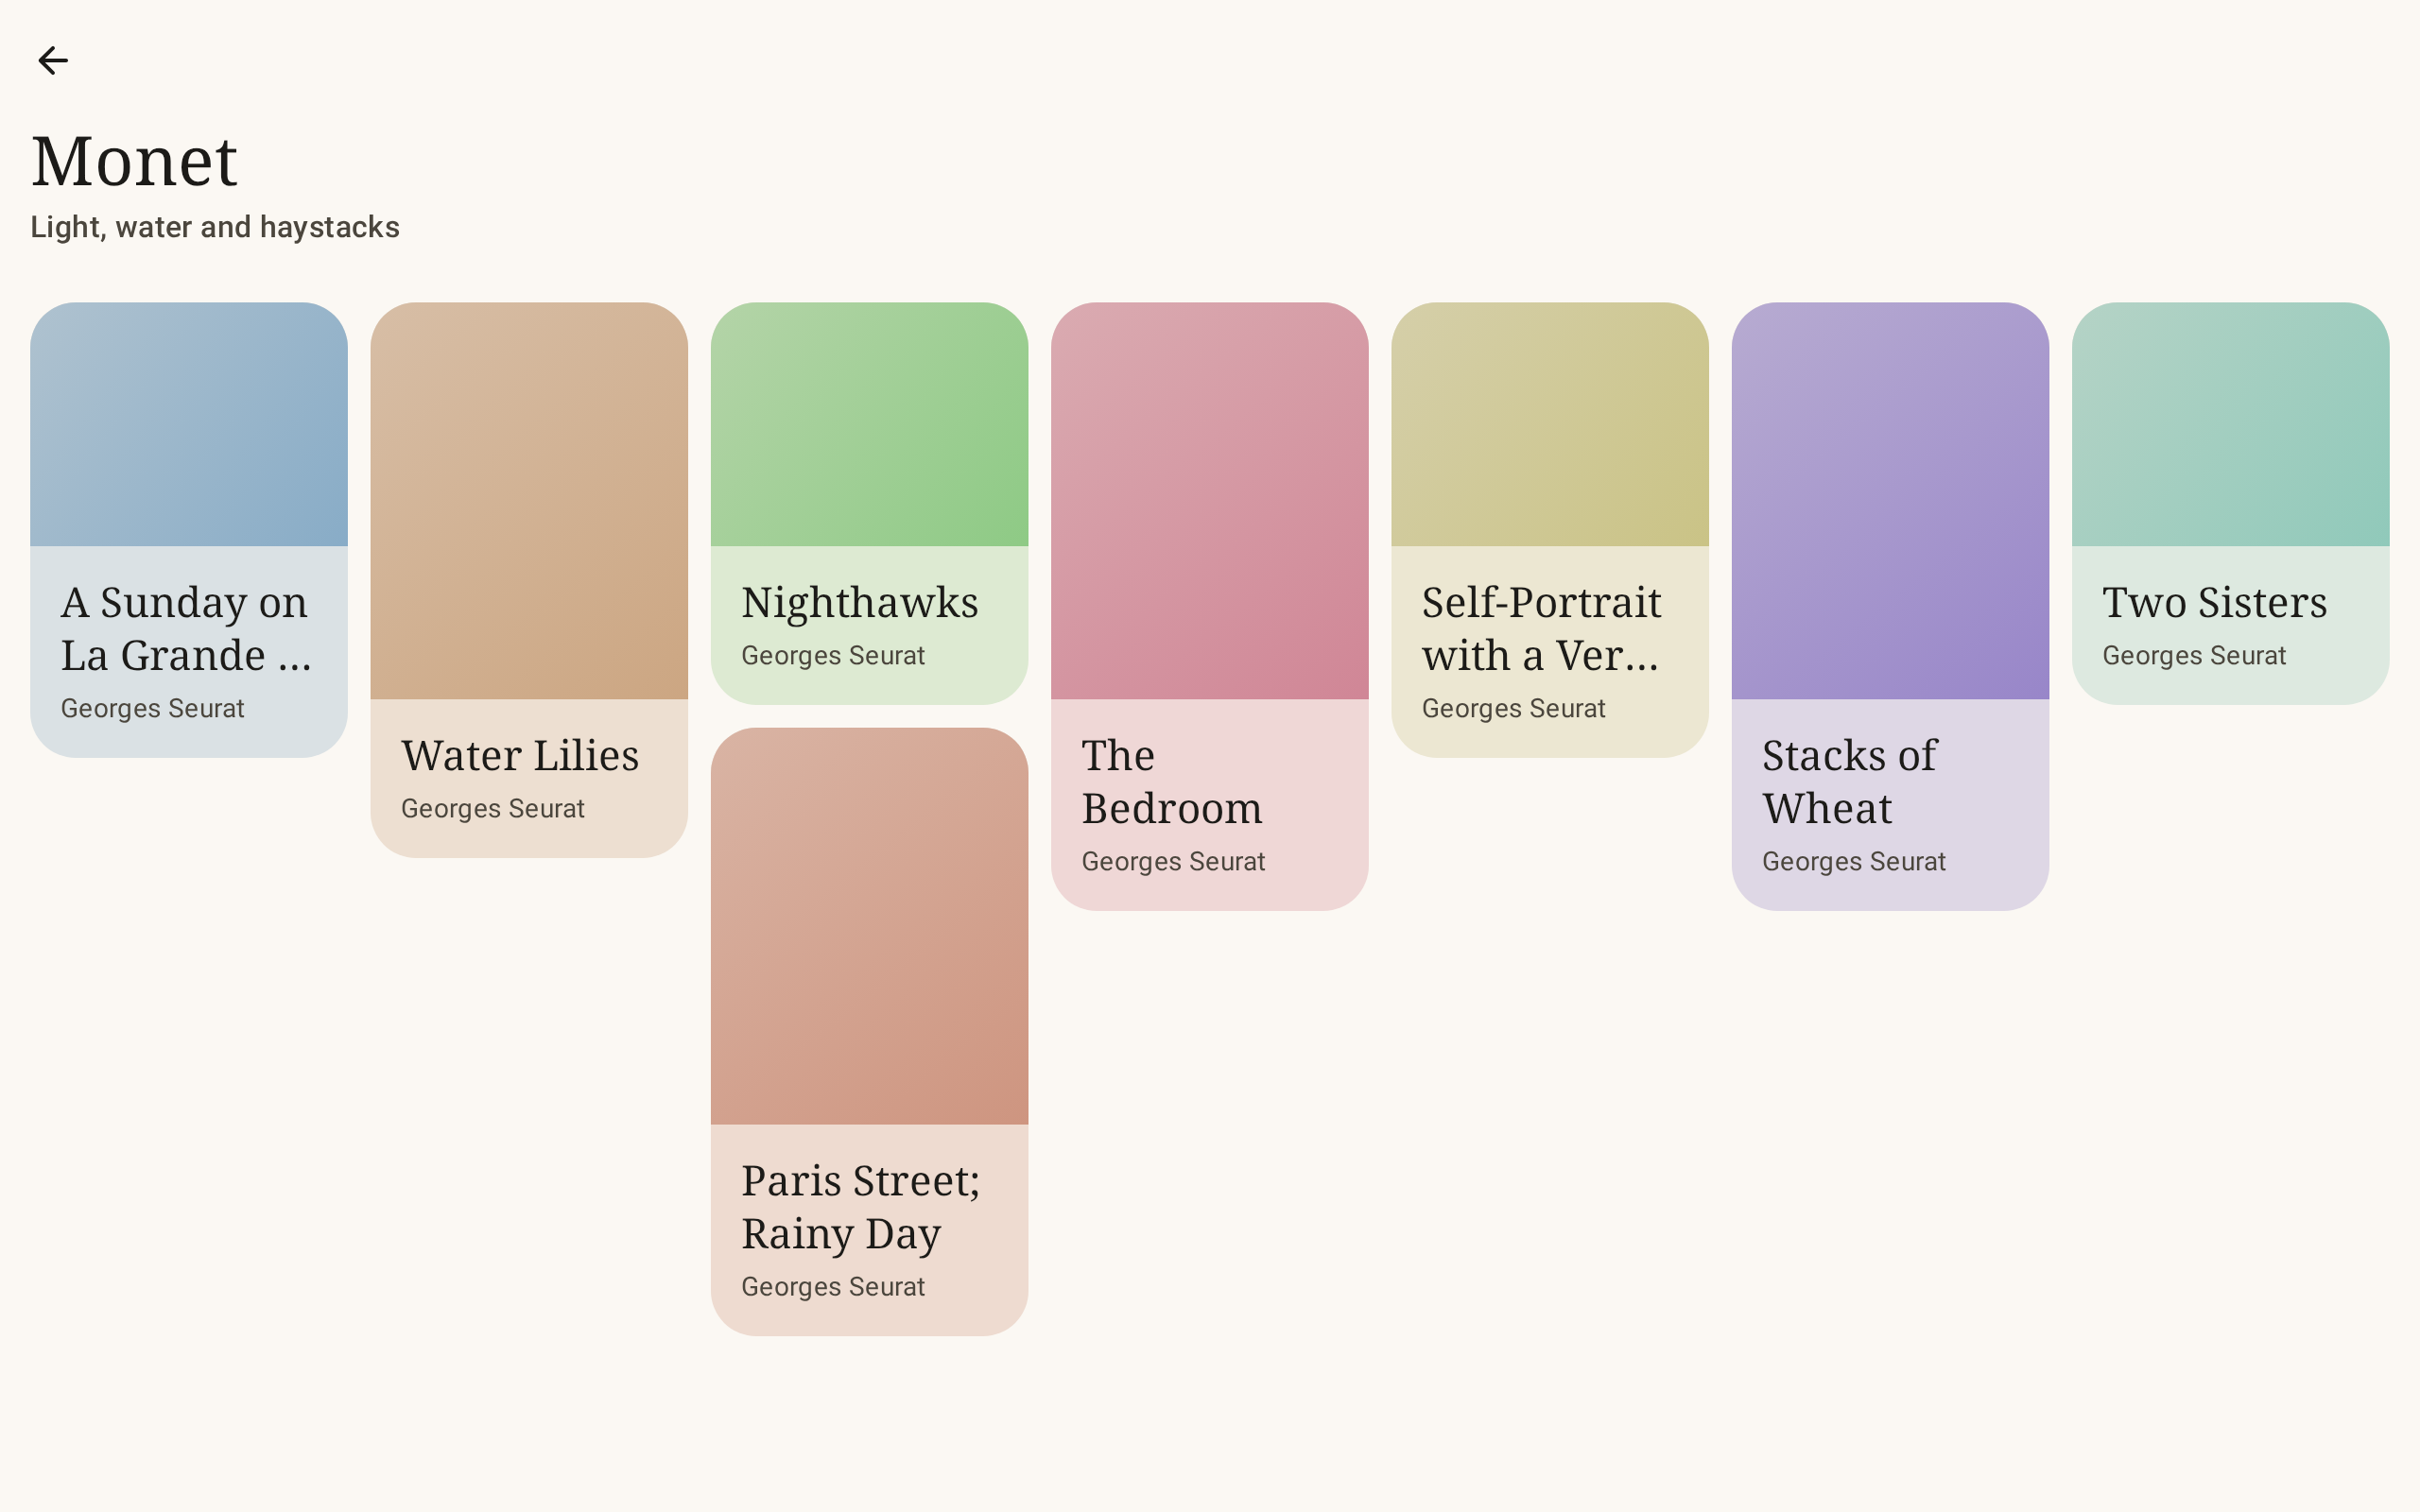 Monet
Light, water and haystacks
A Sunday on
La Grande ...
Georges Seurat
Water Lilies
Georges Seurat
Nighthawks
Georges Seurat
The
Bedroom
Georges Seurat
Self-Portrait
with a Ver...
Georges Seurat
Stacks of
Wheat
Georges Seurat
Two Sisters
Georges Seurat
Paris Street;
Rainy Day
Georges Seurat